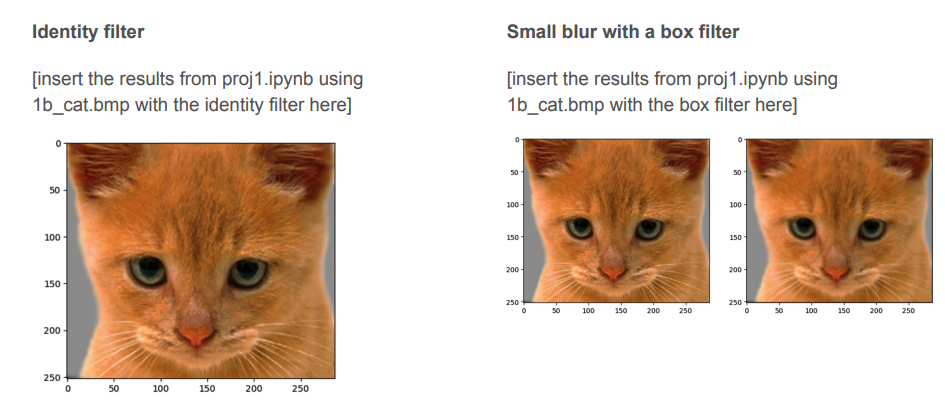 Identity filter
[insert the results from proj1.ipynb using
1b_cat.bmp with the identity filter here]
0
50
100
150
200
250
0 50 100 150 200 250
Small blur with a box filter
[insert the results from proj1.ipynb using
1b_cat.bmp with the box filter here]
0
50
100
150
200
250
0 50 100 150 200 250
0
50
100
150
200
250
0 50 100 150 200 250